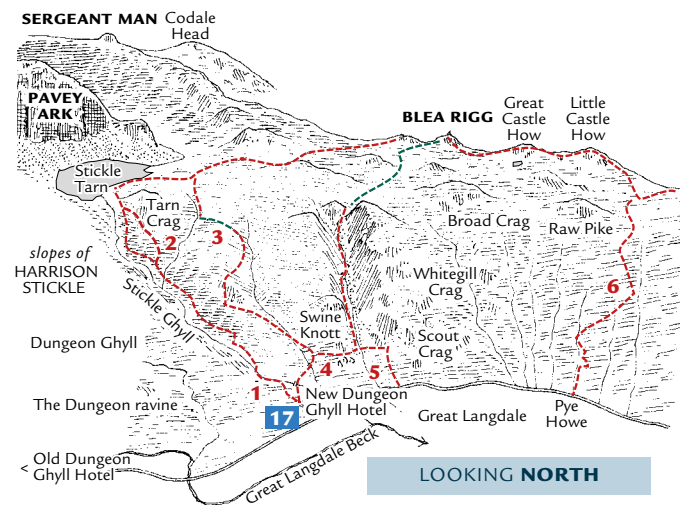 SERGEANT MAN
Codale
Head
PAVEY
ARK
BLEA RIGG
Great
Castle
How
Little
Castle
How
Stickle
Tarn
Tarn
Crag
2
3
Broad Crag
Raw Pike
slopes of
HARRISON
STICKLE
Stickle Ghyll
Whitegill
Crag
6
Swine
Knott
Dungeon Ghyll
Scout
Crag
4
5
1
New Dungeon
Ghyll Hotel
17
The Dungeon ravine
Great Langdale
Pye
Howe
< Old Dungeon
Ghyll Hotel
Great Langdale Beck
LOOKING NORTH